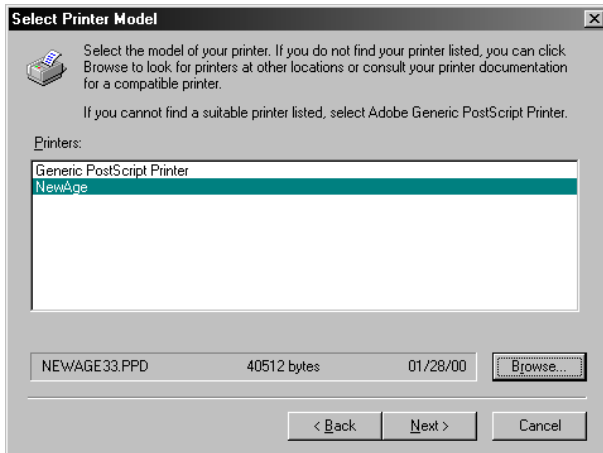 Select Printer Model
Select the model of your printer. If you do not find your printer listed, you can click
Browse to look for printers at other locations or consult your printer documentation
for a compatible printer.
If you cannot find a suitable printer listed, select Adobe Generic PostScript Printer.
Printers:
Generic PostScript Printer
NewAge
NEWAGE33.PPD 40512 bytes 01/28/00 Browse...
< Back Next > Cancel